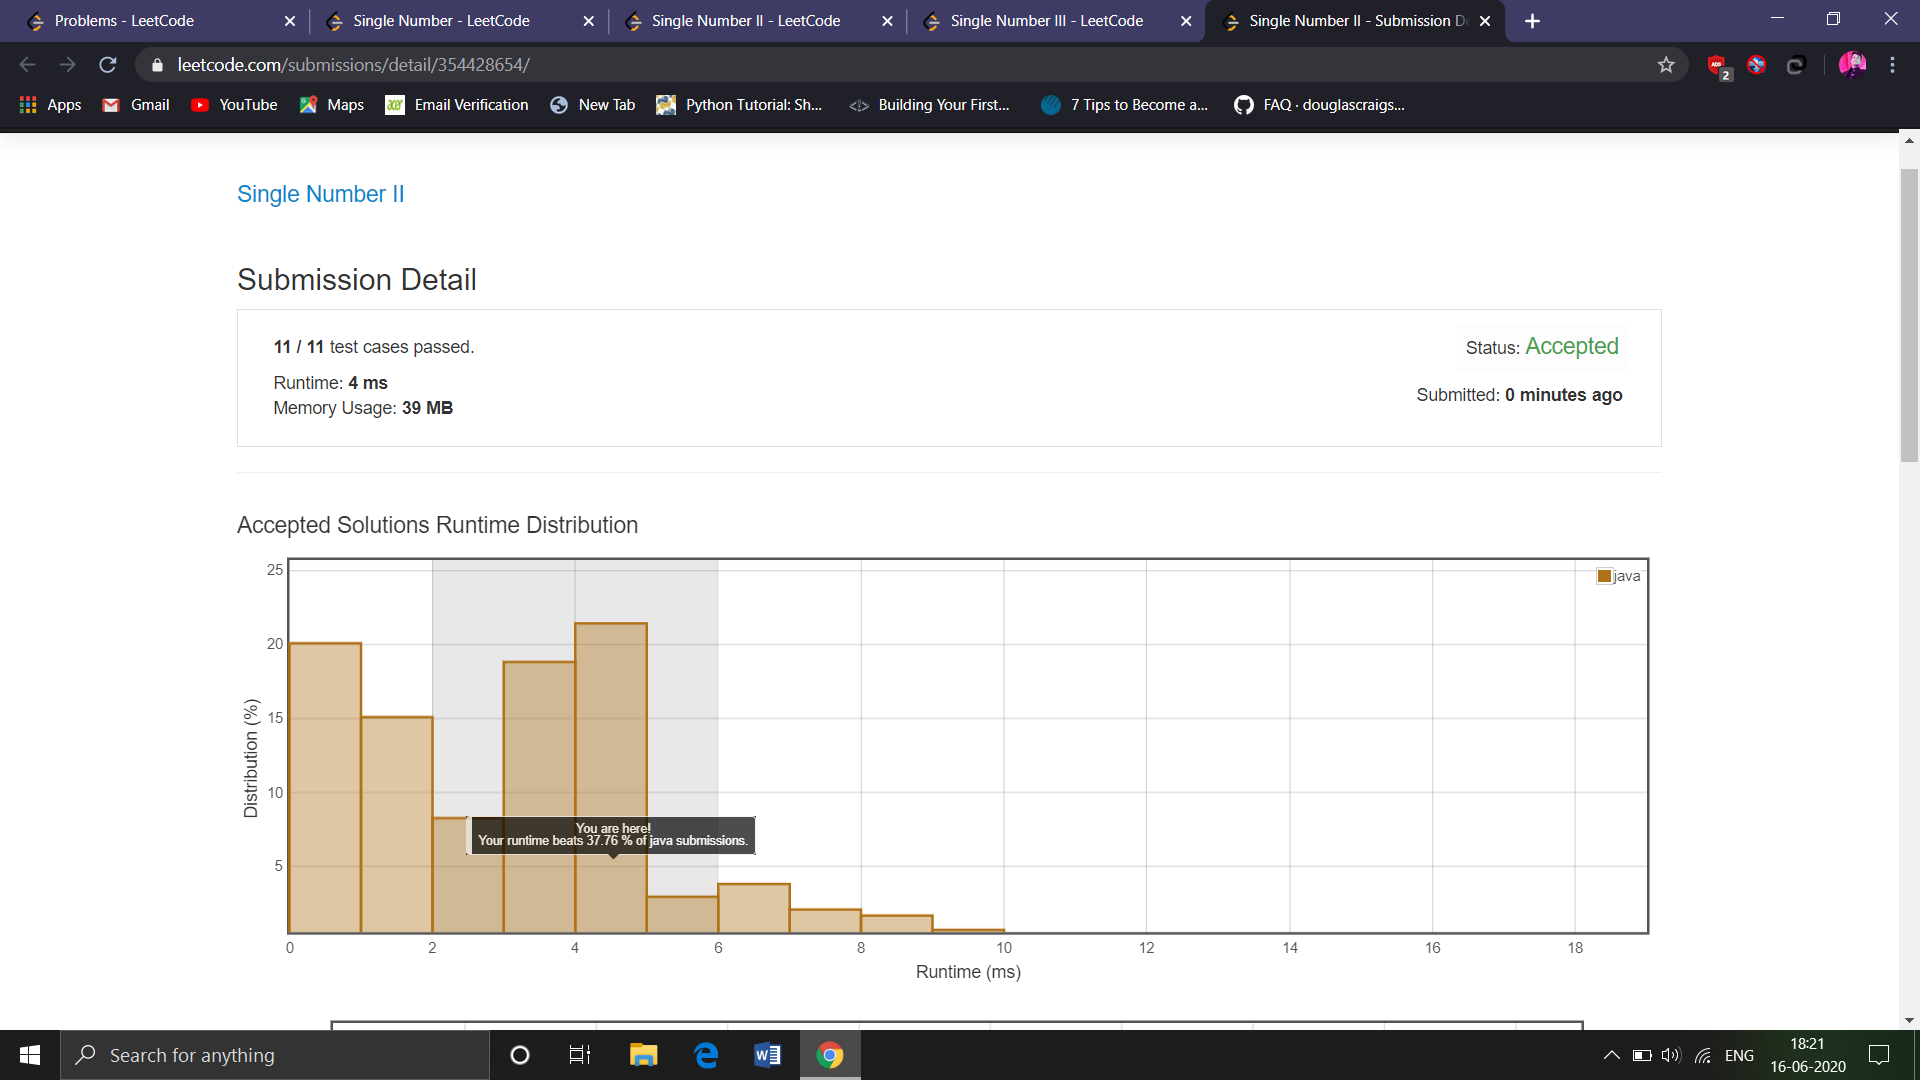 Problems - LeetCode
Single Number - LeetCode
Single Number II - LeetCode
Single Number III - LeetCode
Single Number II - Submission D
leetcode.com/submissions/detail/354428654/
2
Apps
Gmail
YouTube
Maps
acer
Email Verification
New Tab
Python Tutorial: Sh...
Building Your First...
7 Tips to Become a...
FAQ · douglascraigs...
Single Number II
Submission Detail
11 / 11 test cases passed.
Status: Accepted
Runtime: 4 ms
Submitted: 0 minutes ago
Memory Usage: 39 MB
Accepted Solutions Runtime Distribution
25
20
15
10
5
Distribution (%)
java
You are here!
Your runtime beats 37.76 % of java submissions.
0 2 4 6 8 10 12 14 16 18
Runtime (ms)
Search for anything
ENG
18:21
16-06-2020